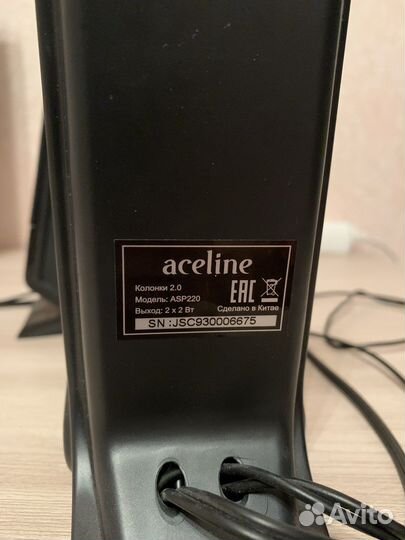 aceline
Колонки 2.0
Модель: ASP220
Выход: 2 x 2 Вт
EAC
Сделано в Китае
SN :JSC930006675
Avito